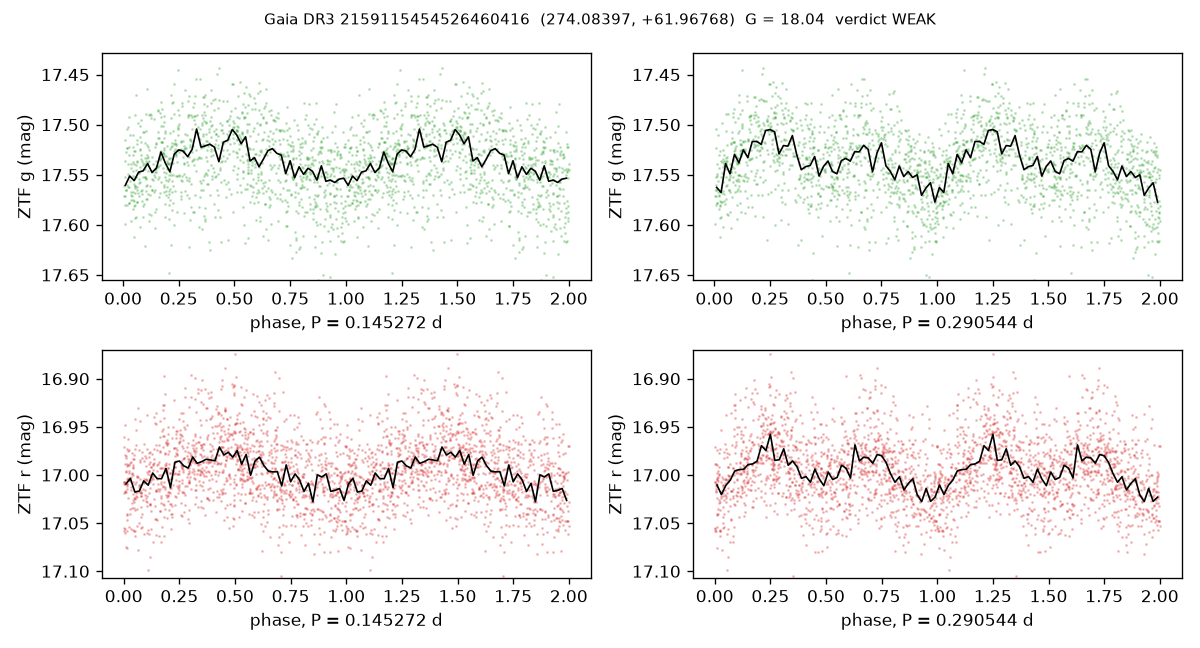 Gaia DR3 2159115454526460416 (274.08397, +61.96768) G = 18.04 verdict WEAK
ZTF g (mag)
17.45
17.50
17.55
17.60
17.65
0.00 0.25 0.50 0.75 1.00 1.25 1.50 1.75 2.00
phase, P = 0.145272 d
ZTF g (mag)
17.45
17.50
17.55
17.60
17.65
0.00 0.25 0.50 0.75 1.00 1.25 1.50 1.75 2.00
phase, P = 0.290544 d
ZTF r (mag)
16.90
16.95
17.00
17.05
17.10
0.00 0.25 0.50 0.75 1.00 1.25 1.50 1.75 2.00
phase, P = 0.145272 d
ZTF r (mag)
16.90
16.95
17.00
17.05
17.10
0.00 0.25 0.50 0.75 1.00 1.25 1.50 1.75 2.00
phase, P = 0.290544 d